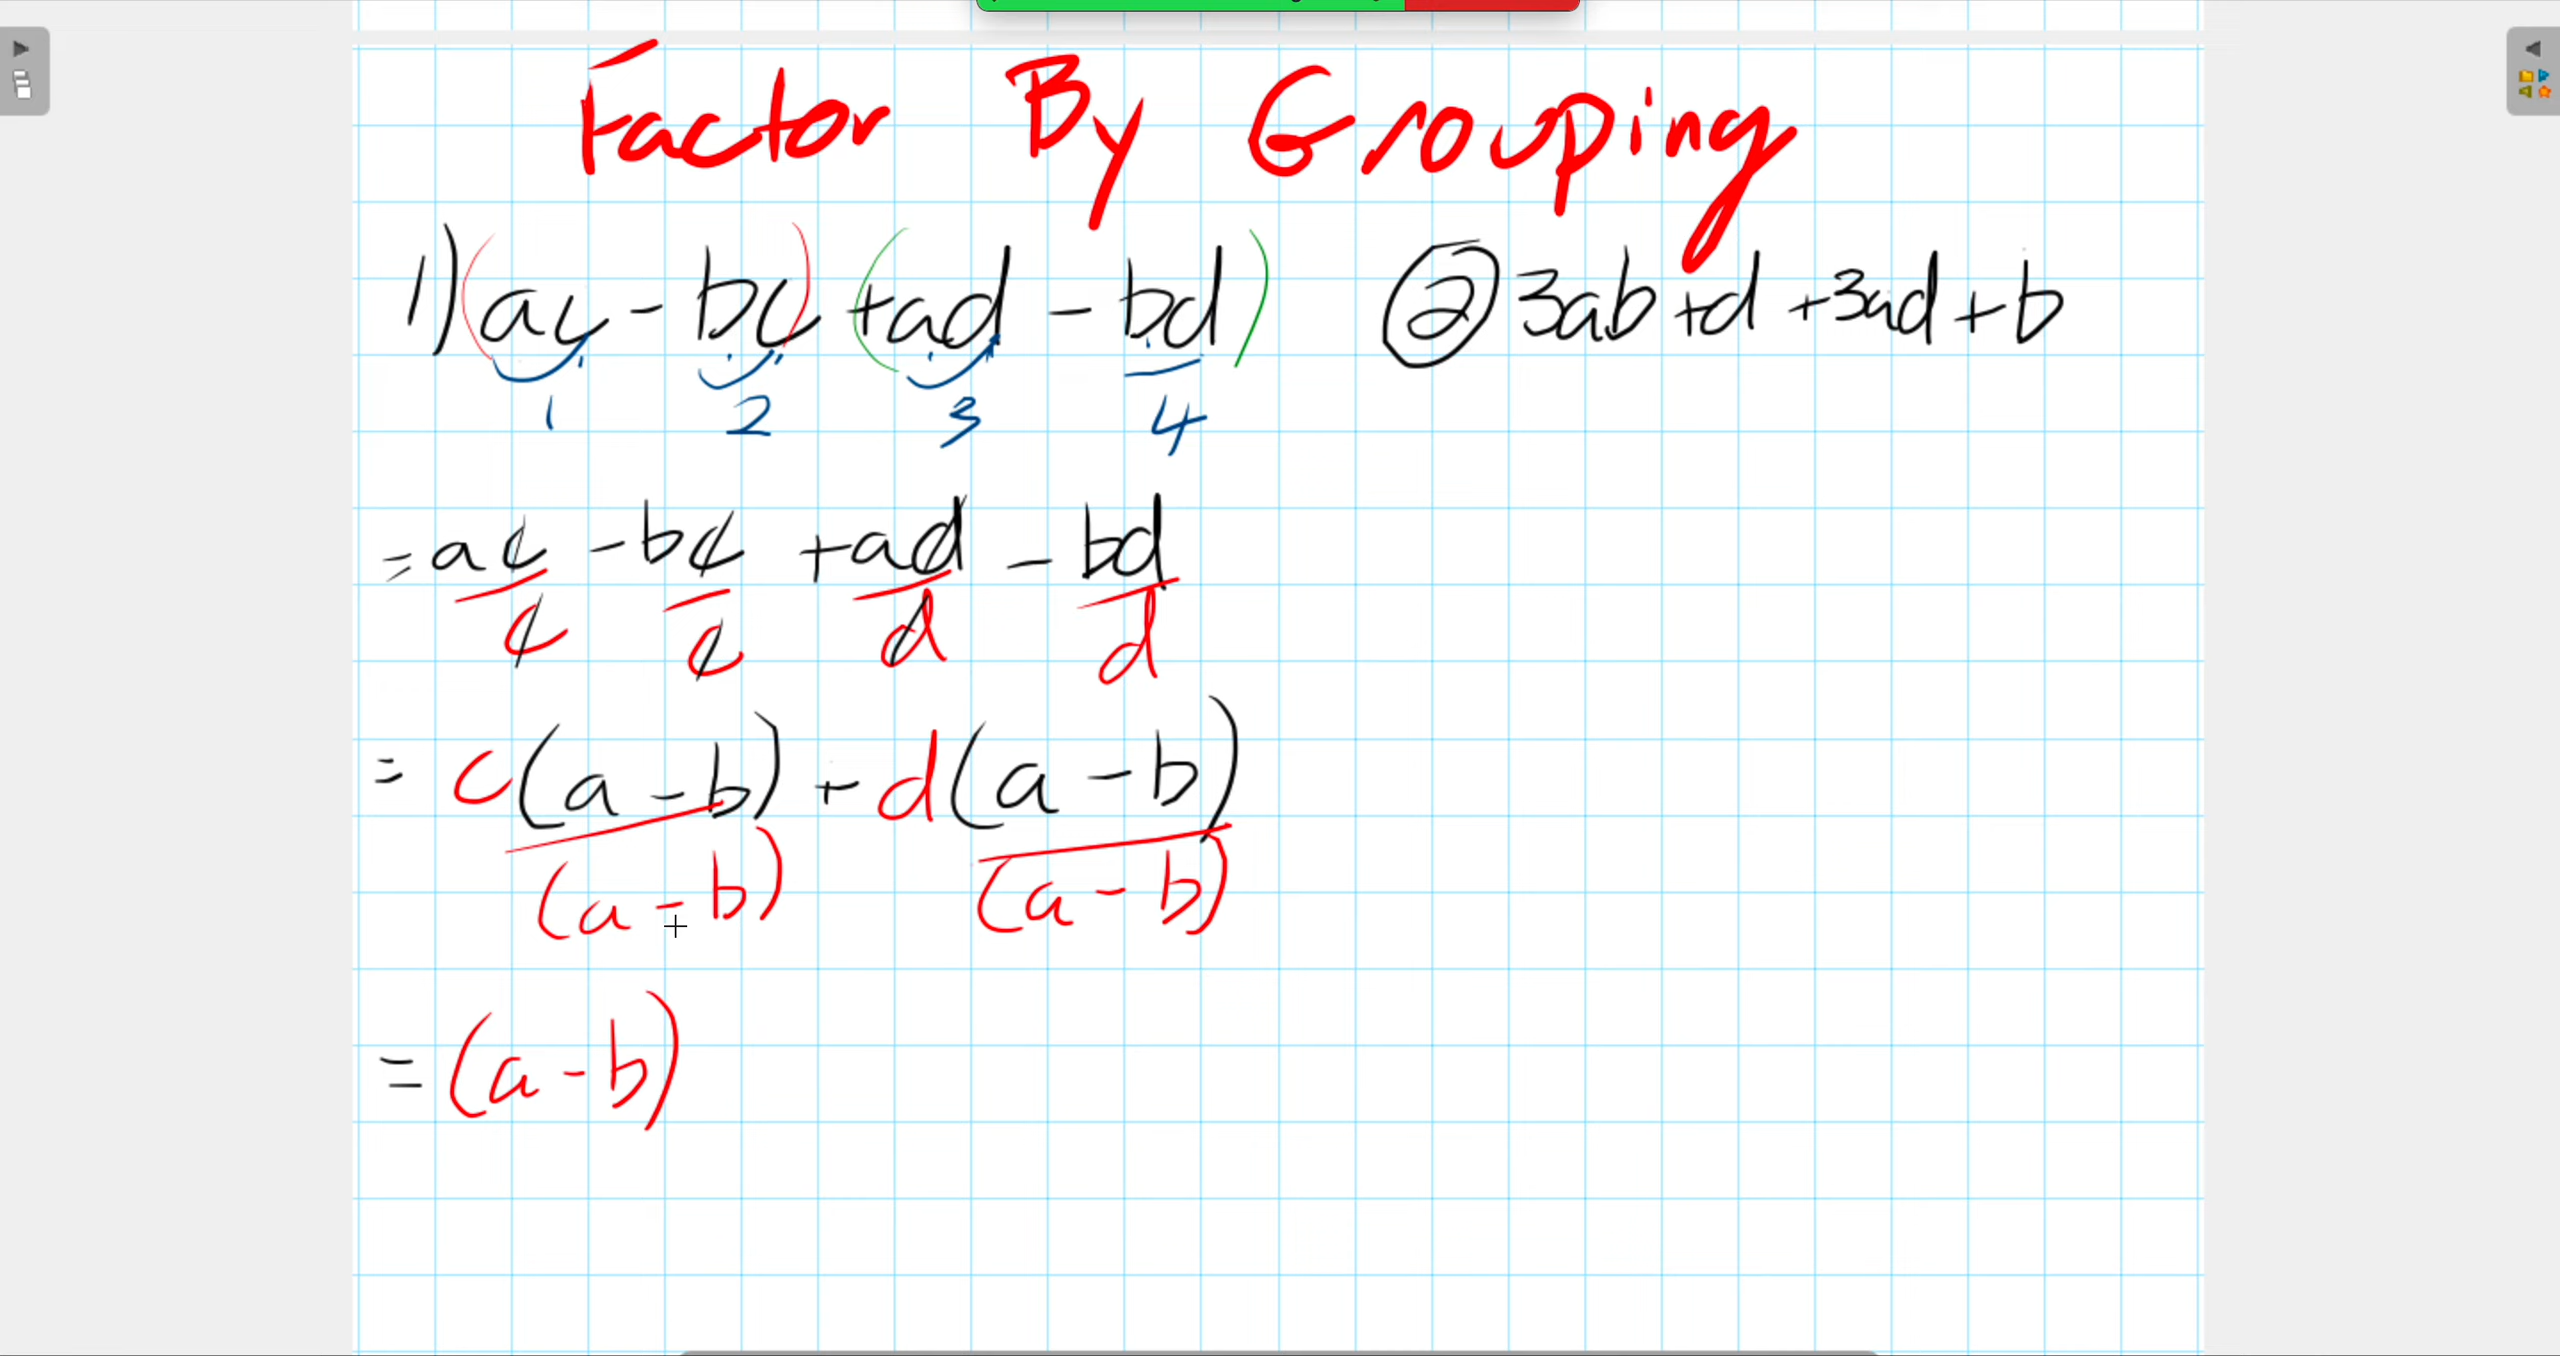 Factor By Grouping
1) (ac - bc) (+ad - bd) ② 3ab + d + 3ad + b
1 2 3 4
= ac - bc + ad - bd
c c d d
= c(a - b) + d(a - b)
(a - b) (a - b)
= (a - b)